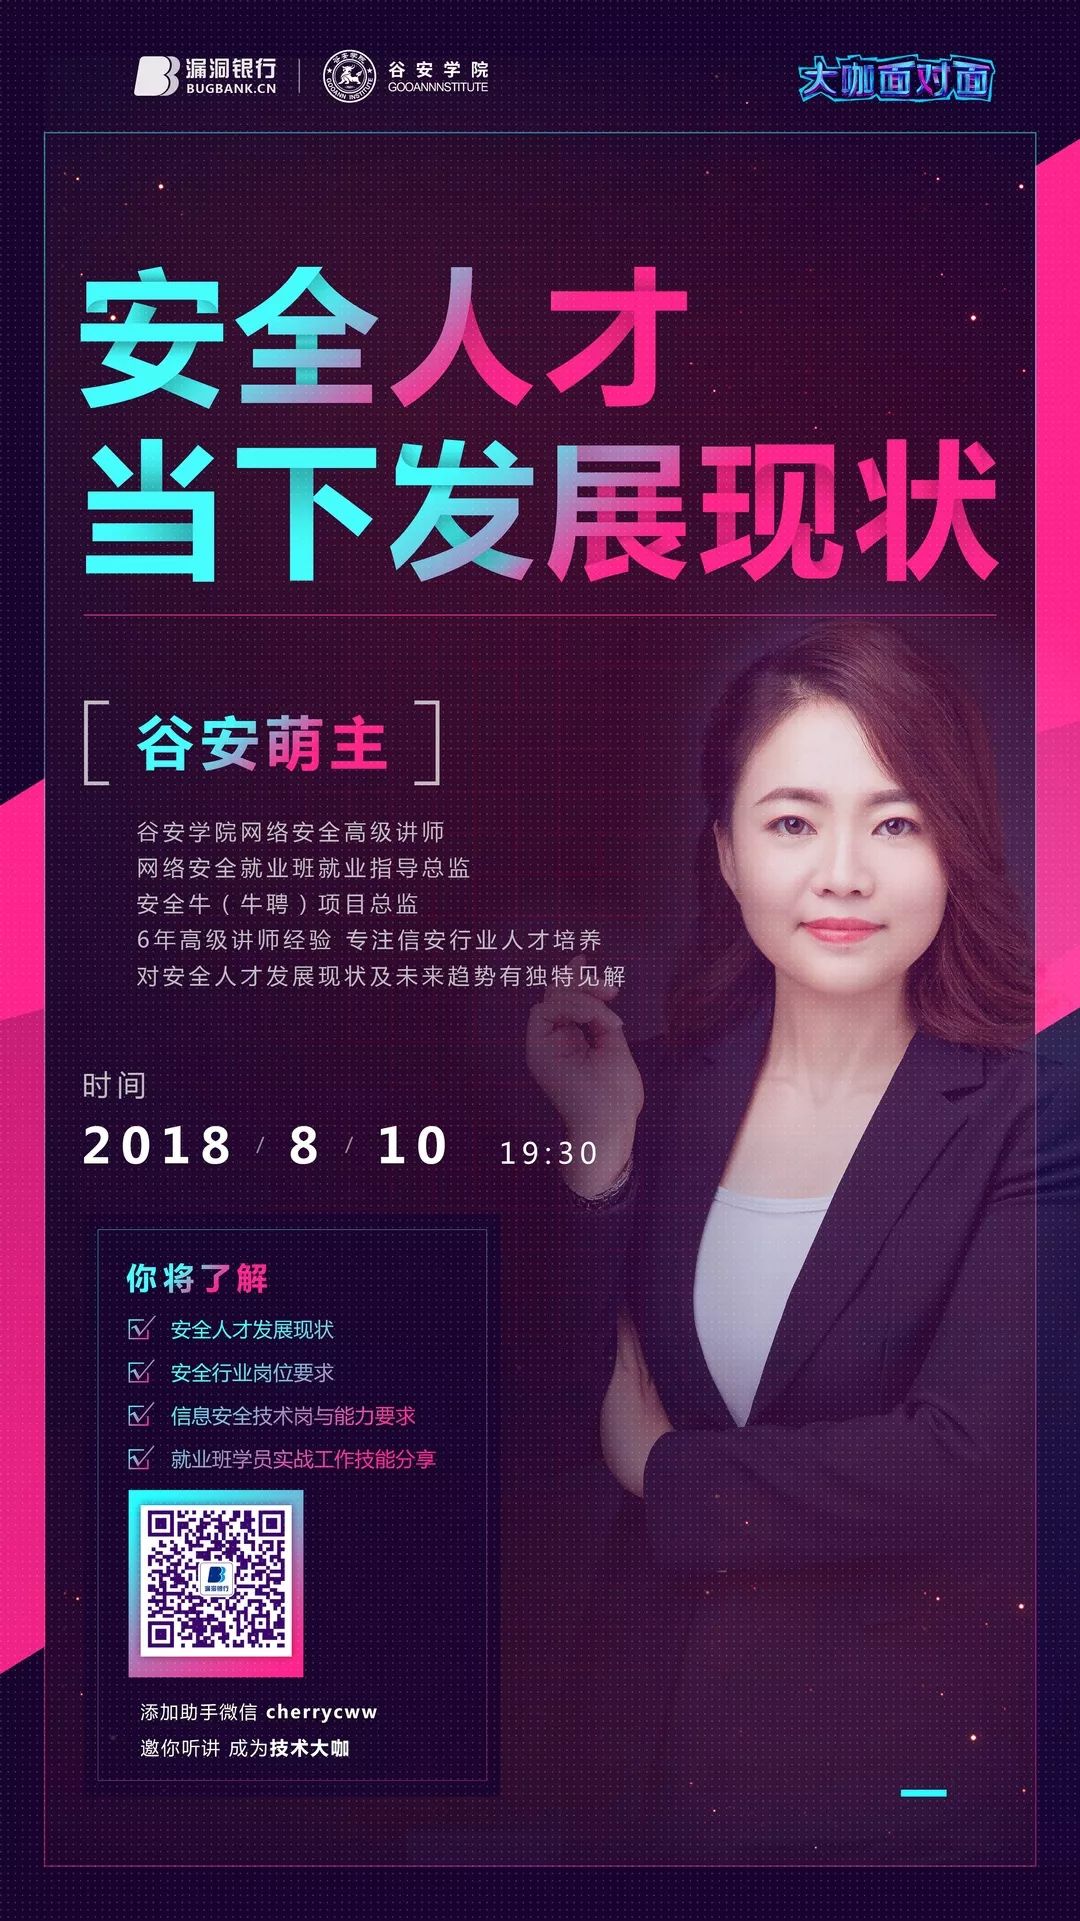 漏洞银行
BUGBANK.CN
谷安学院
GOOANNNSTITUTE
大咖面对面
安全人才
当下发展现状
谷安萌主
谷安学院网络安全高级讲师
网络安全就业班就业指导总监
安全牛（牛聘）项目总监
6年高级讲师经验 专注信安行业人才培养
对安全人才发展现状及未来趋势有独特见解
时间
2018 / 8 / 10 19:30
你将了解
安全人才发展现状
安全行业岗位要求
信息安全技术岗与能力要求
就业班学员实战工作技能分享
漏洞银行
添加助手微信 cherrycww
邀你听讲 成为技术大咖